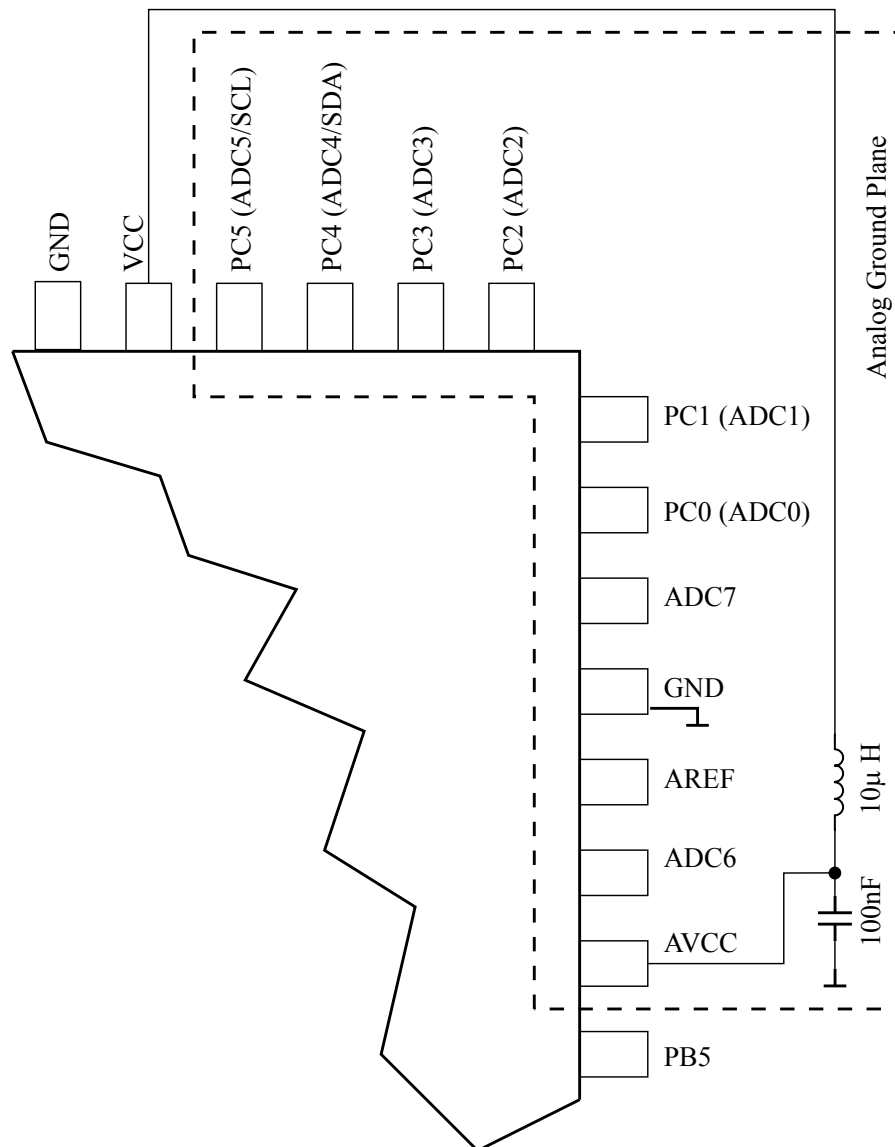 GND
VCC
PC5 (ADC5/SCL)
PC4 (ADC4/SDA)
PC3 (ADC3)
PC2 (ADC2)
Analog Ground Plane
PC1 (ADC1)
PC0 (ADC0)
ADC7
GND
AREF
ADC6
AVCC
PB5
10μ H
100nF